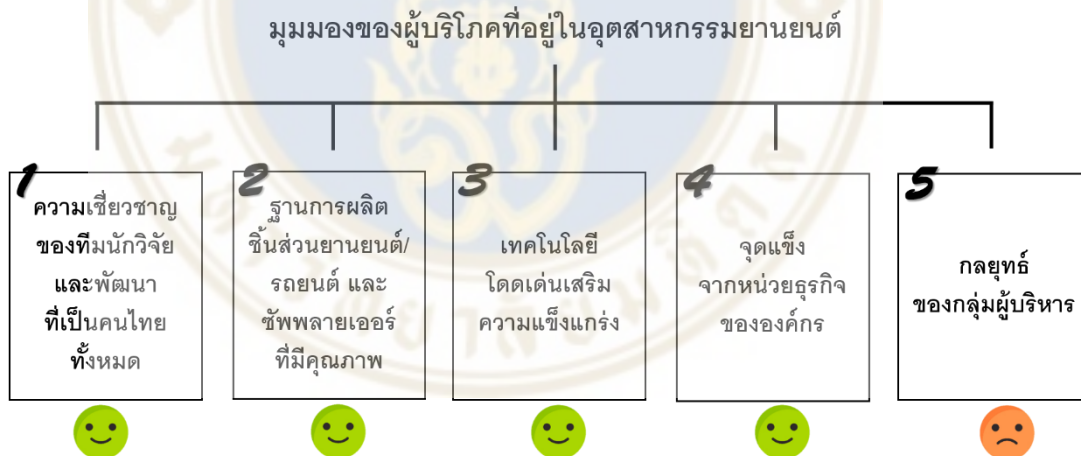 มุมมองของผู้บริโภคที่อยู่ในอุตสาหกรรมยานยนต์
1
ความเชี่ยวชาญ
ของทีมนักวิจัย
และพัฒนา
ที่เป็นคนไทย
ทั้งหมด
2
ฐานการผลิต
ชิ้นส่วนยานยนต์/
รถยนต์ และ
ซัพพลายเออร์
ที่มีคุณภาพ
3
เทคโนโลยี
โดดเด่นเสริม
ความแข็งแกร่ง
4
จุดแข็ง
จากหน่วยธุรกิจ
ขององค์กร
5
กลยุทธ์
ของกลุ่มผู้บริหาร